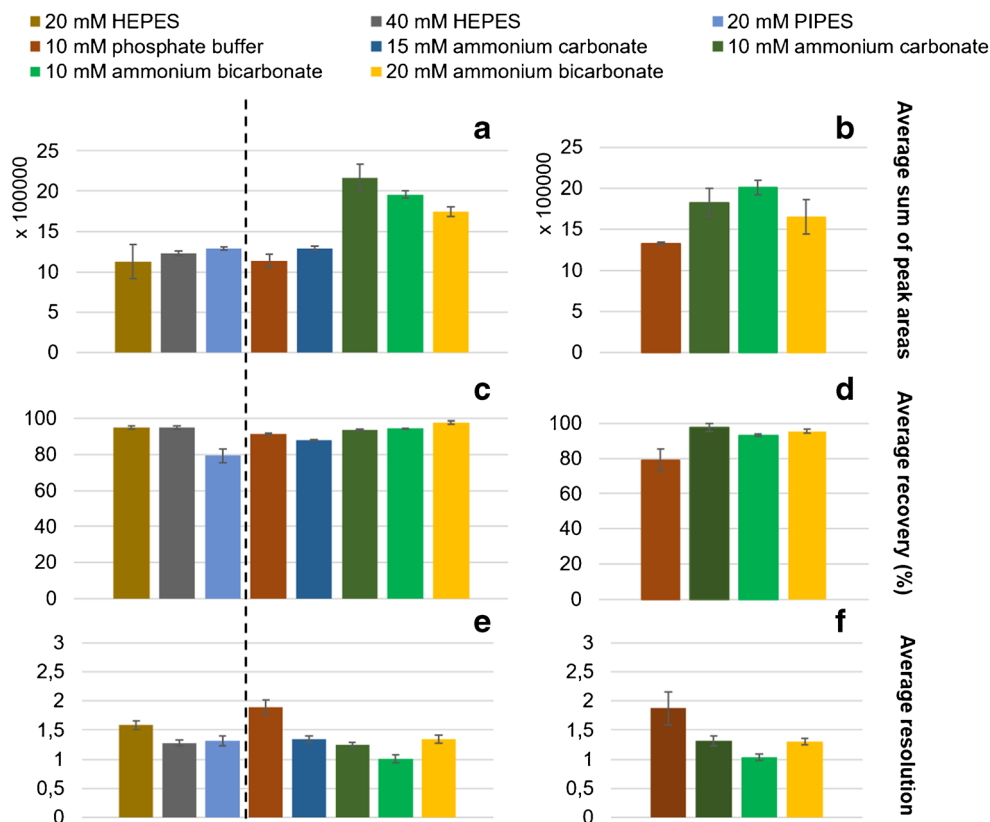 20 mM HEPES 40 mM HEPES 20 mM PIPES
10 mM phosphate buffer 15 mM ammonium carbonate 10 mM ammonium carbonate
10 mM ammonium bicarbonate 20 mM ammonium bicarbonate
a
x 100000
25
20
15
10
5
0
b
x 100000
25
20
15
10
5
0
Average sum of peak areas
c
100
80
60
40
20
0
d
100
80
60
40
20
0
Average recovery (%)
e
3
2,5
2
1,5
1
0,5
0
f
3
2,5
2
1,5
1
0,5
0
Average resolution